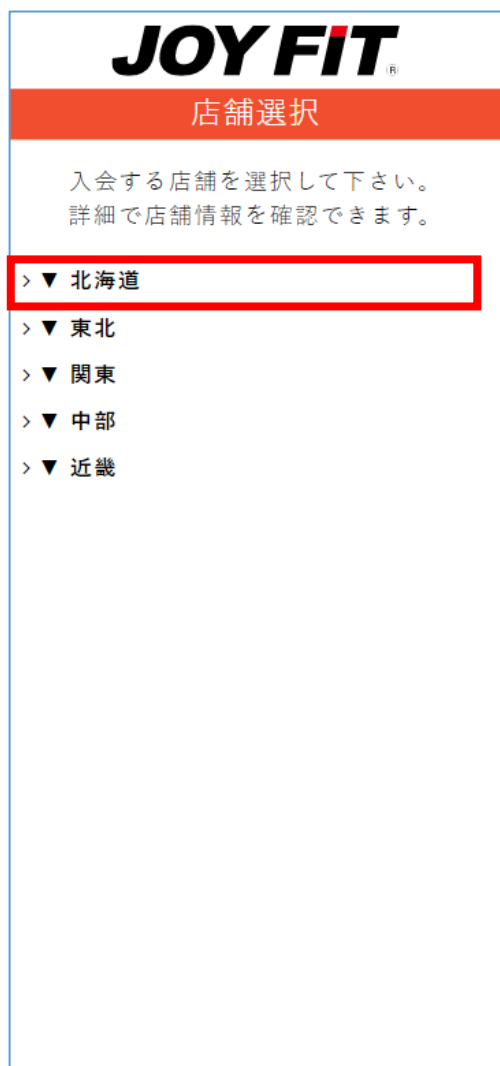 JOYFIT®
店舗選択
入会する店舗を選択して下さい。
詳細で店舗情報を確認できます。
> ▼ 北海道
> ▼ 東北
> ▼ 関東
> ▼ 中部
> ▼ 近畿